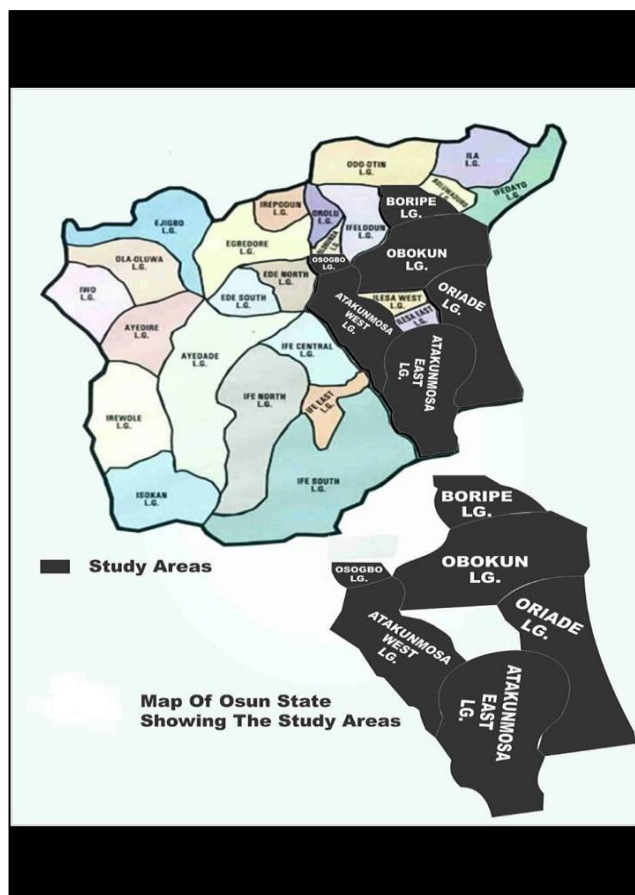 ODO-OTIN
L.G.
ILA
L.G.
IFEDAYO
L.G.
BORIPE
LG.
IREPODUN
L.G.
OROLU
L.G.
IFELODUN
L.G.
EJIGBO
L.G.
EGBEDORE
L.G.
OBOKUN
LG.
OLA-OLUWA
L.G.
OSOGBO
LG.
EDE NORTH
L.G.
IWO
L.G.
EDE SOUTH
L.G.
ORIADE
LG.
ILESA WEST
L.G.
ILESA EAST
L.G.
ATAKUNMOSA
WEST
LG.
AYEDIRE
L.G.
AYEDADE
L.G.
IFE CENTRAL
L.G.
ATAKUNMOSA
EAST
LG.
IFE NORTH
L.G.
IFE EAST
L.G.
IREWOLE
L.G.
IFE SOUTH
L.G.
ISOKAN
L.G.
Study Areas
BORIPE
LG.
OBOKUN
LG.
OSOGBO
LG.
ORIADE
LG.
ATAKUNMOSA
WEST
LG.
ATAKUNMOSA
EAST
LG.
Map Of Osun State
Showing The Study Areas